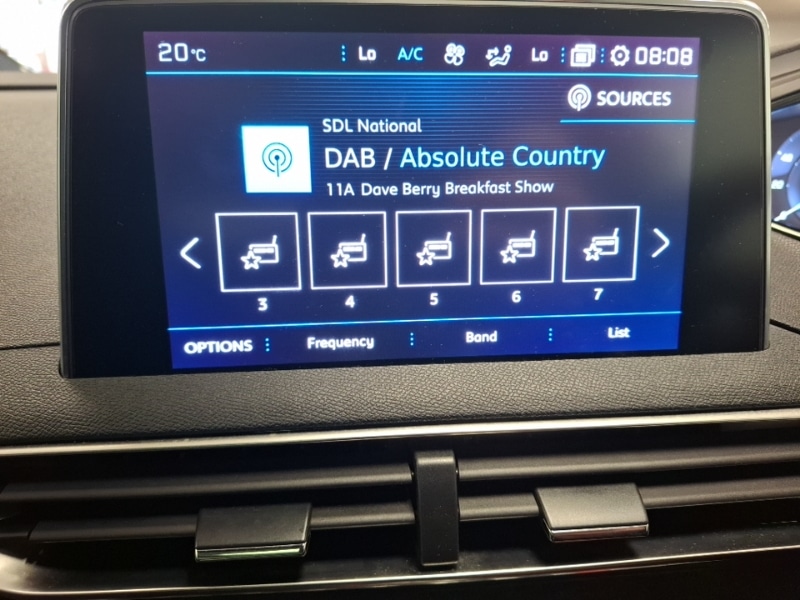 20°C Lo A/C Lo 08:08
SOURCES
SDL National
DAB / Absolute Country
11A Dave Berry Breakfast Show
3 4 5 6 7
OPTIONS Frequency Band List